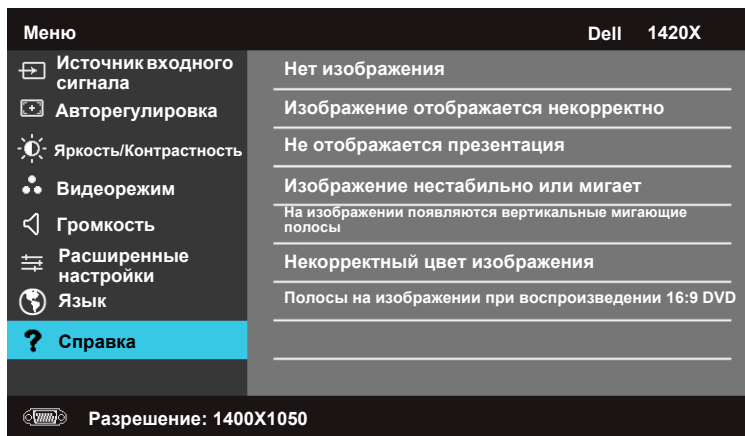 Меню
Dell 1420X
Источник входного
сигнала
Авторегулировка
Яркость/Контрастность
Видеорежим
Громкость
Расширенные
настройки
Язык
? Справка
Нет изображения
Изображение отображается некорректно
Не отображается презентация
Изображение нестабильно или мигает
На изображении появляются вертикальные мигающие
полосы
Некорректный цвет изображения
Полосы на изображении при воспроизведении 16:9 DVD
Разрешение: 1400X1050